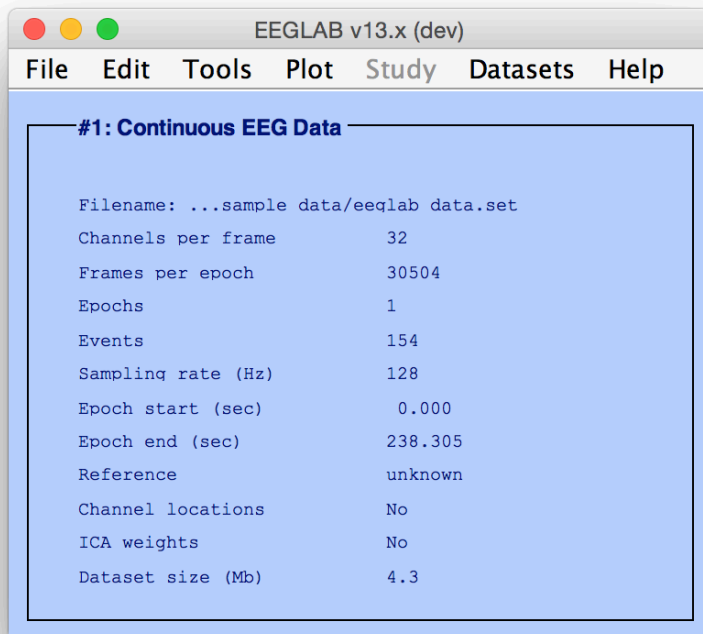 EEGLAB v13.x (dev)
File Edit Tools Plot Study Datasets Help
#1: Continuous EEG Data
Filename: ...sample data/eeglab data.set
Channels per frame 32
Frames per epoch 30504
Epochs 1
Events 154
Sampling rate (Hz) 128
Epoch start (sec) 0.000
Epoch end (sec) 238.305
Reference unknown
Channel locations No
ICA weights No
Dataset size (Mb) 4.3